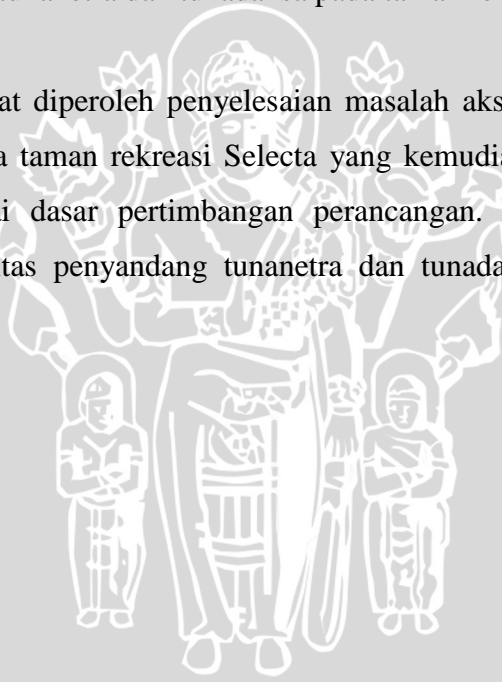 at diperoleh penyelesaian masalah aks
a taman rekreasi Selecta yang kemudia
i dasar pertimbangan perancangan.
tas penyandang tunanetra dan tunada